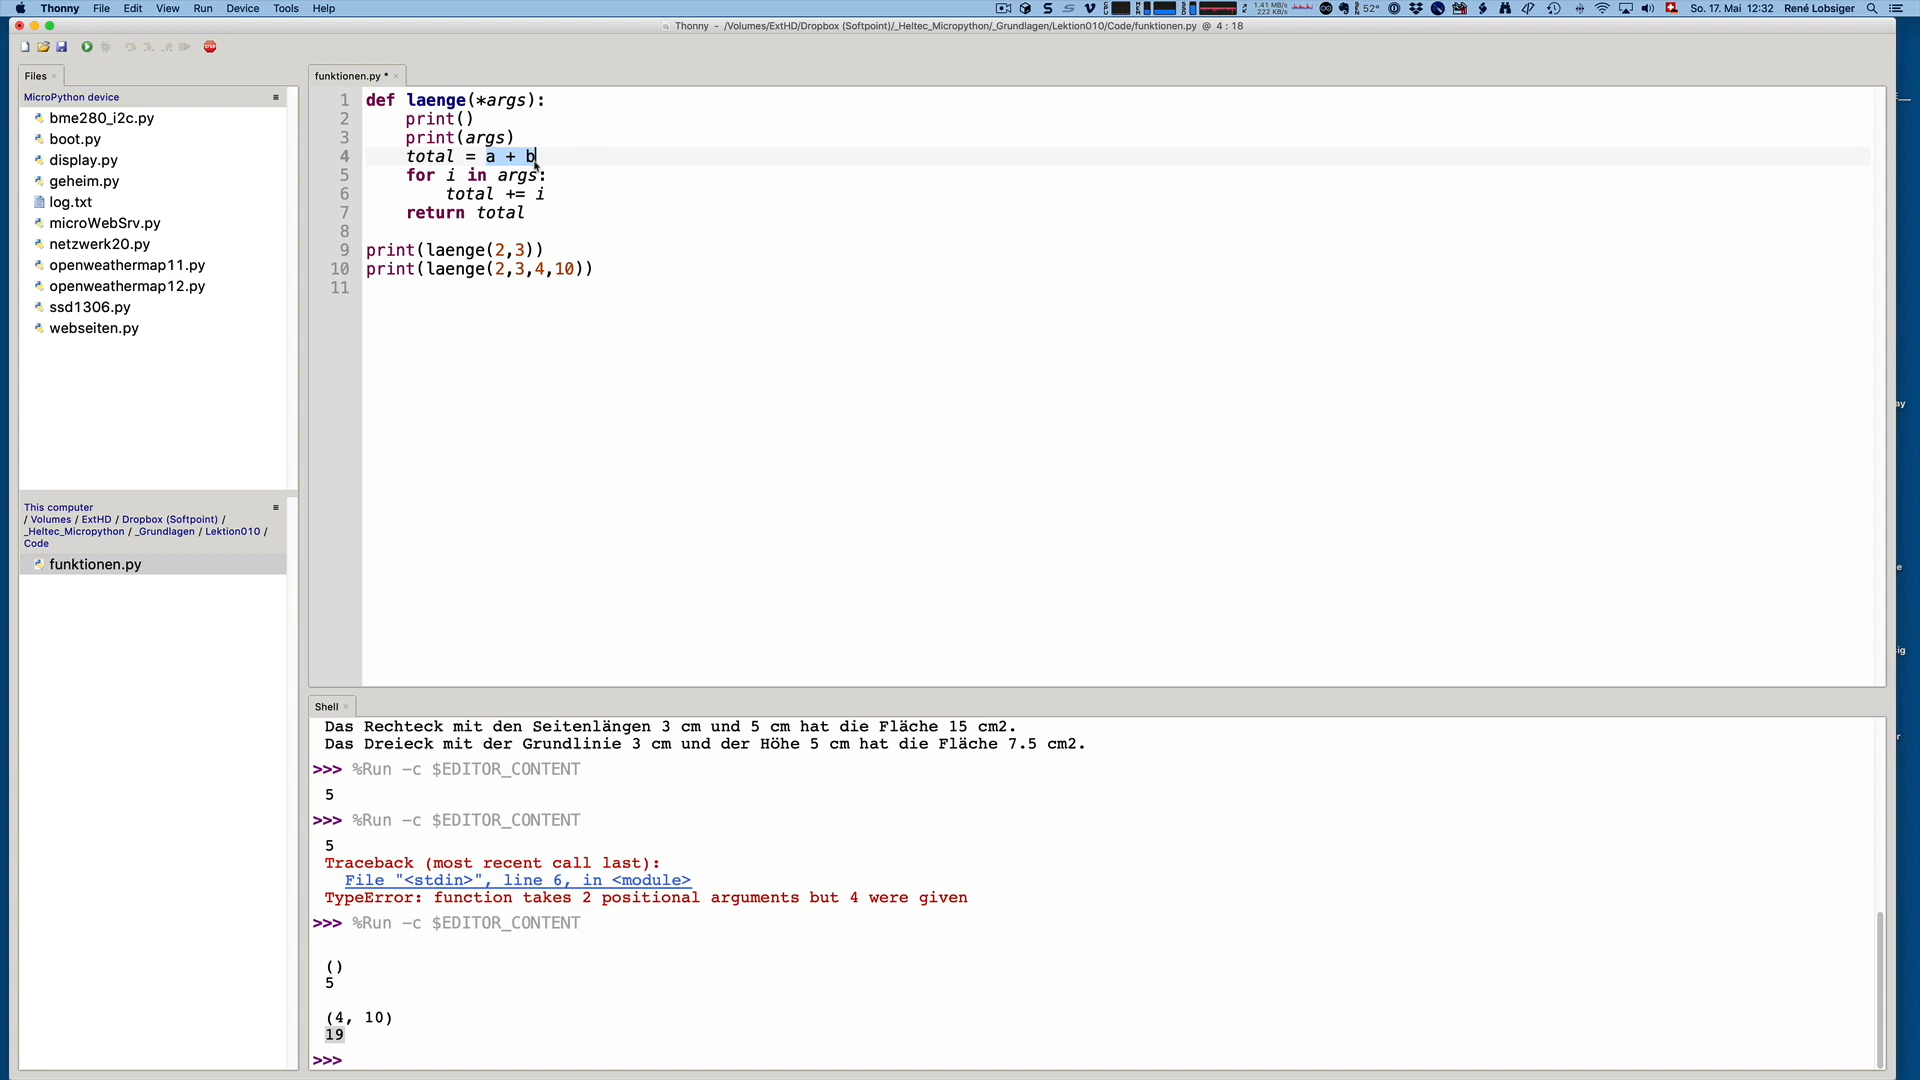 Thonny File Edit View Run Device Tools Help
1.41 MB/s
222 KB/s
52° So. 17. Mai 12:32 René Lobsiger
Thonny - /Volumes/ExtHD/Dropbox (Softpoint)/_Heltec_Micropython/_Grundlagen/Lektion010/Code/funktionen.py @ 4 : 18
Files
MicroPython device
bme280_i2c.py
boot.py
display.py
geheim.py
log.txt
microWebSrv.py
netzwerk20.py
openweathermap11.py
openweathermap12.py
ssd1306.py
webseiten.py
This computer
/ Volumes / ExtHD / Dropbox (Softpoint) /
_Heltec_Micropython / _Grundlagen / Lektion010 /
Code
funktionen.py
funktionen.py *
1 def laenge(*args):
2 print()
3 print(args)
4 total = a + b
5 for i in args:
6 total += i
7 return total
8
9 print(laenge(2,3))
10 print(laenge(2,3,4,10))
11
Shell
Das Rechteck mit den Seitenlängen 3 cm und 5 cm hat die Fläche 15 cm2.
Das Dreieck mit der Grundlinie 3 cm und der Höhe 5 cm hat die Fläche 7.5 cm2.
>>> %Run -c $EDITOR_CONTENT
5
>>> %Run -c $EDITOR_CONTENT
5
Traceback (most recent call last):
File "<stdin>", line 6, in <module>
TypeError: function takes 2 positional arguments but 4 were given
>>> %Run -c $EDITOR_CONTENT
()
5
(4, 10)
19
>>>